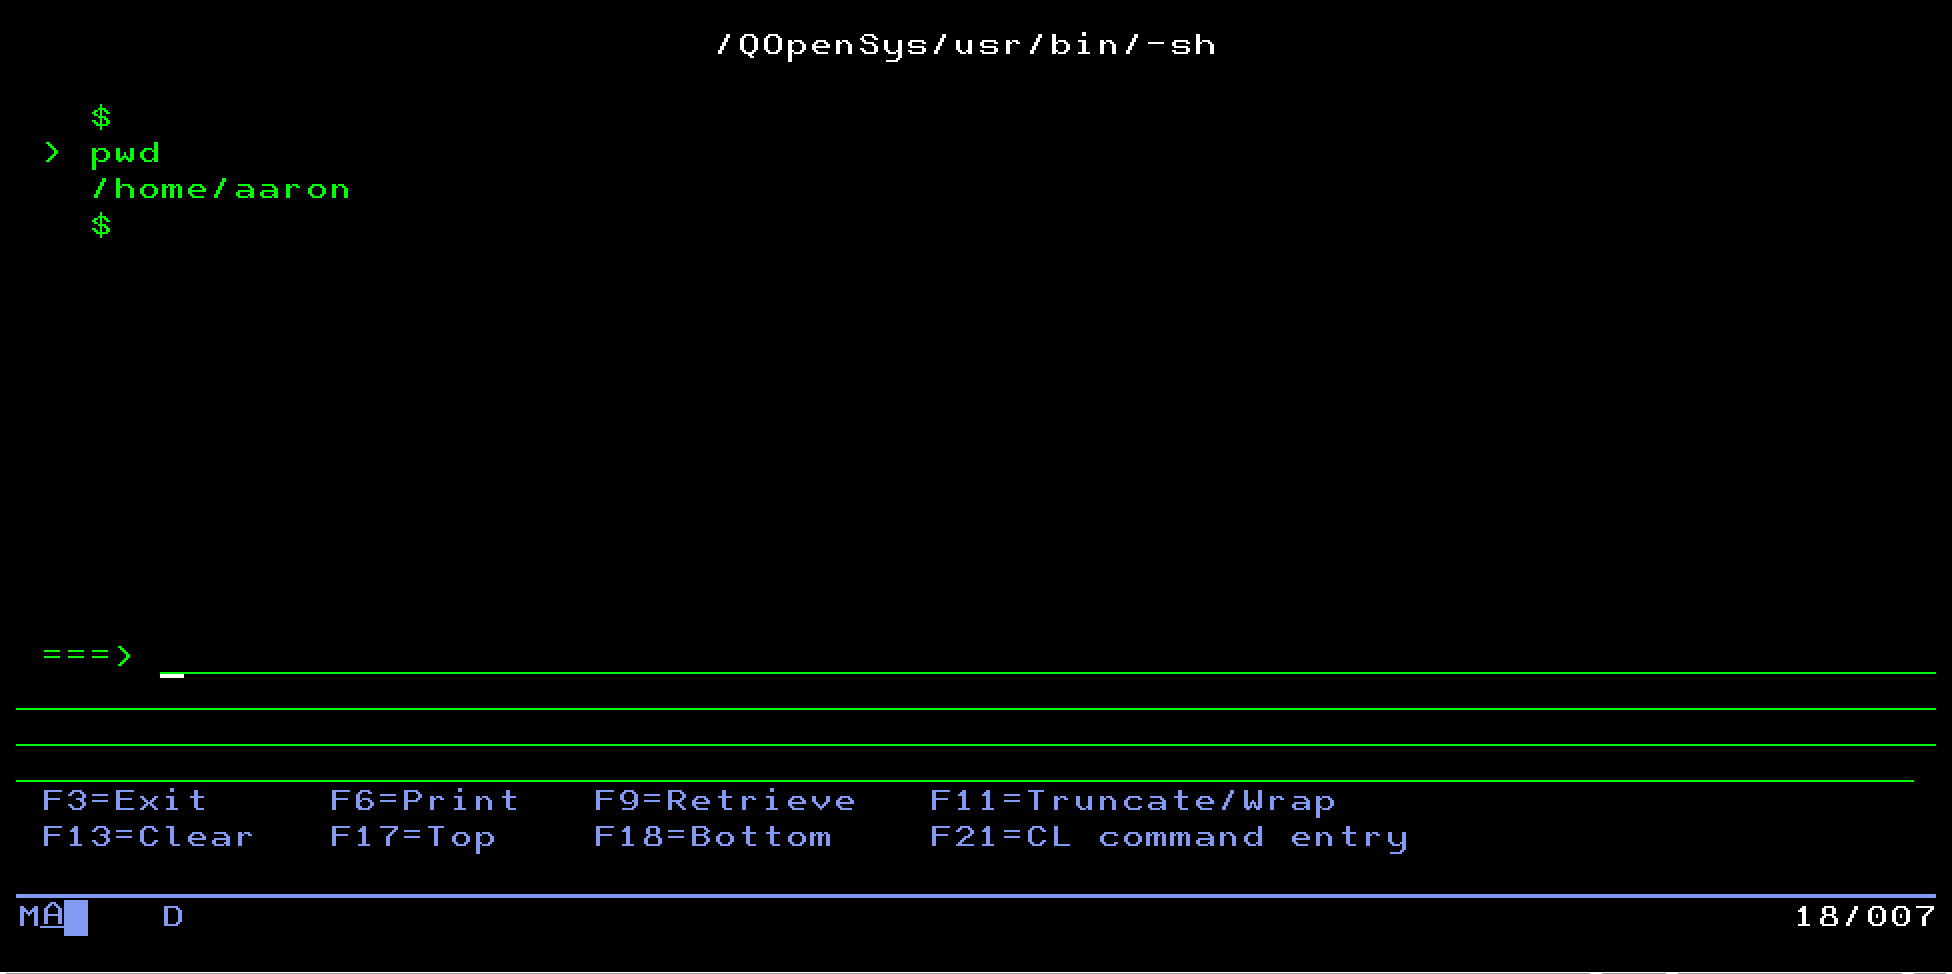 /QOpenSys/usr/bin/-sh
$
> pwd
/home/aaron
$
===> _
F3=Exit F6=Print F9=Retrieve F11=Truncate/Wrap
F13=Clear F17=Top F18=Bottom F21=CL command entry
MA D 18/007